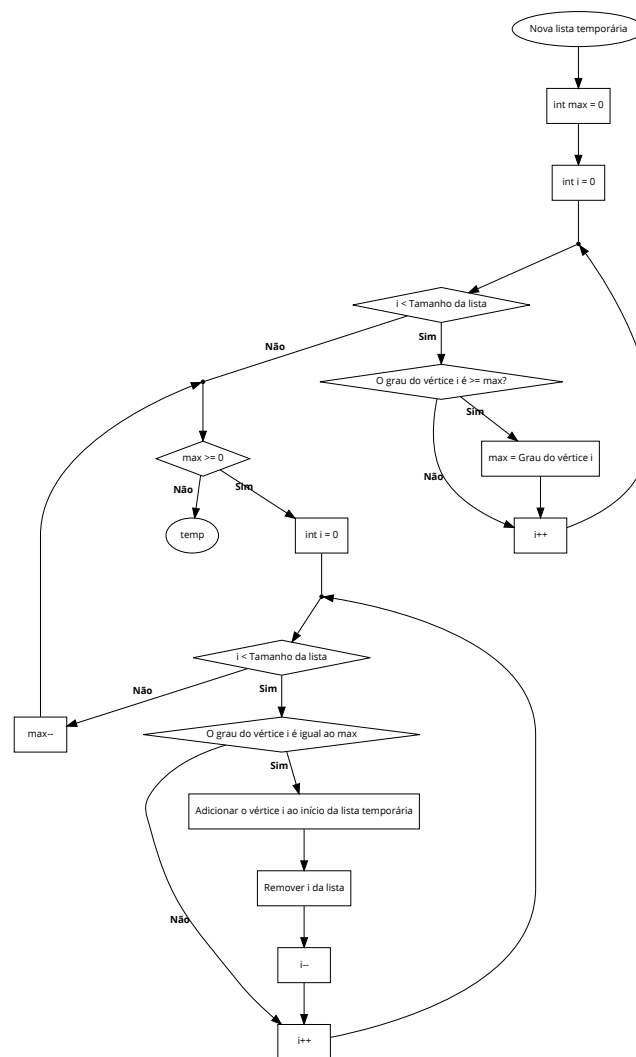 Nova lista temporária
int max = 0
int i = 0
i < Tamanho da lista
Não
Sim
O grau do vértice i é >= max?
Sim
max = Grau do vértice i
Não
i++
max >= 0
Não
Sim
temp
int i = 0
i < Tamanho da lista
Não
Sim
max--
O grau do vértice i é igual ao max
Sim
Adicionar o vértice i ao início da lista temporária
Remover i da lista
Não
i--
i++